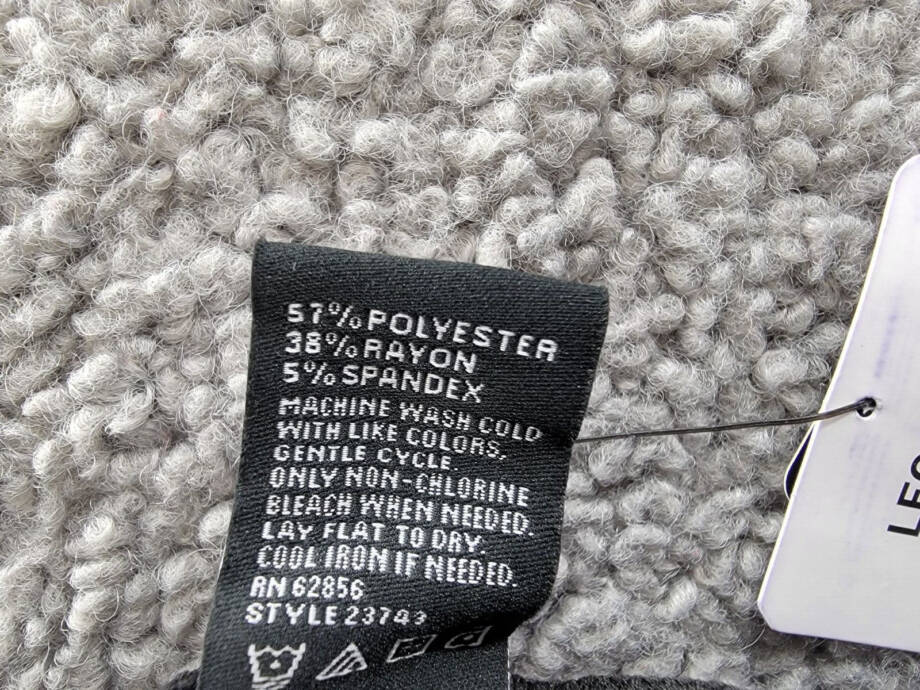 57% POLYESTER
38% RAYON
5% SPANDEX
MACHINE WASH COLD
WITH LIKE COLORS,
GENTLE CYCLE.
ONLY NON-CHLORINE
BLEACH WHEN NEEDED.
LAY FLAT TO DRY.
COOL IRON IF NEEDED.
RN 62856
STYLE 23743